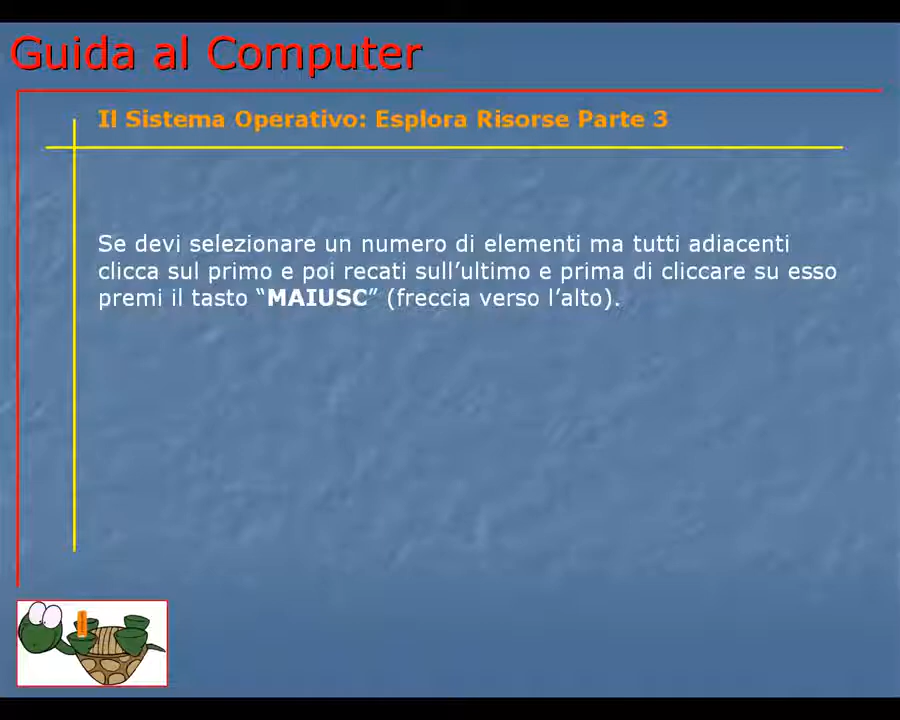 Guida al Computer
Il Sistema Operativo: Esplora Risorse Parte 3
Se devi selezionare un numero di elementi ma tutti adiacenti
clicca sul primo e poi recati sull’ultimo e prima di cliccare su esso
premi il tasto “MAIUSC” (freccia verso l’alto).